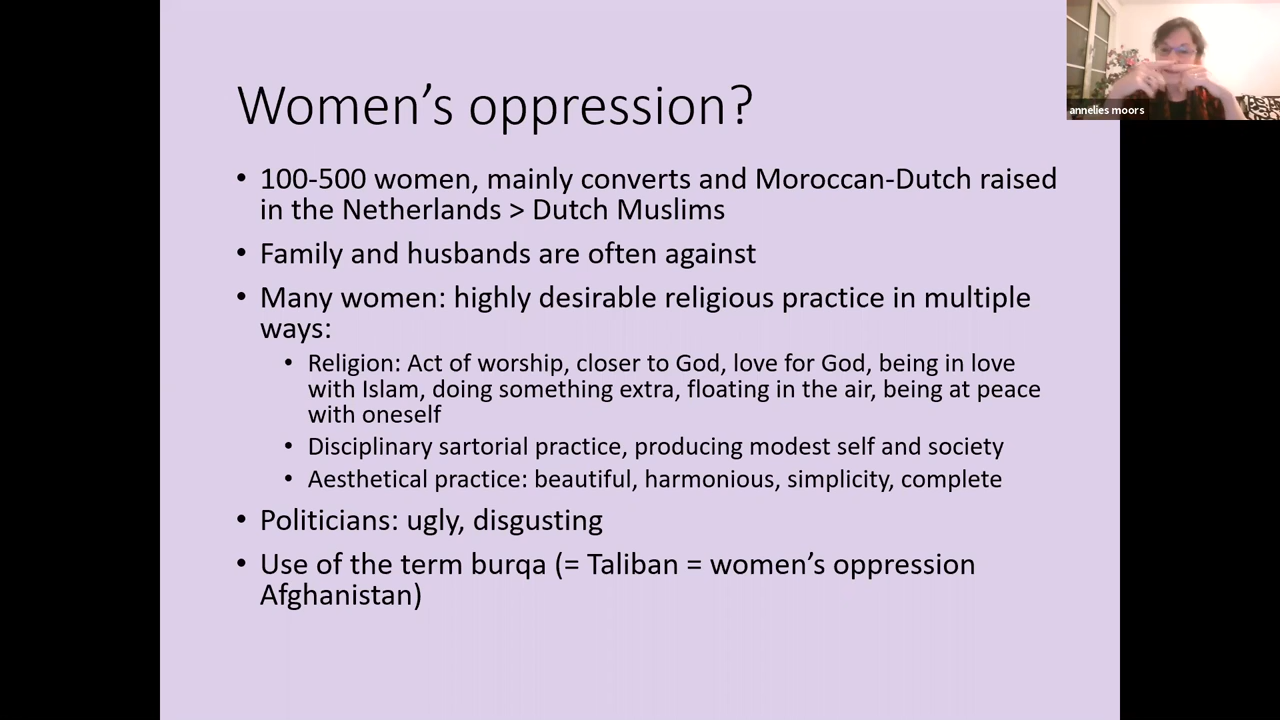 Women’s oppression?
• 100-500 women, mainly converts and Moroccan-Dutch raised
in the Netherlands > Dutch Muslims
• Family and husbands are often against
• Many women: highly desirable religious practice in multiple
ways:
• Religion: Act of worship, closer to God, love for God, being in love
with Islam, doing something extra, floating in the air, being at peace
with oneself
• Disciplinary sartorial practice, producing modest self and society
• Aesthetical practice: beautiful, harmonious, simplicity, complete
• Politicians: ugly, disgusting
• Use of the term burqa (= Taliban = women’s oppression
Afghanistan)
annelies moors